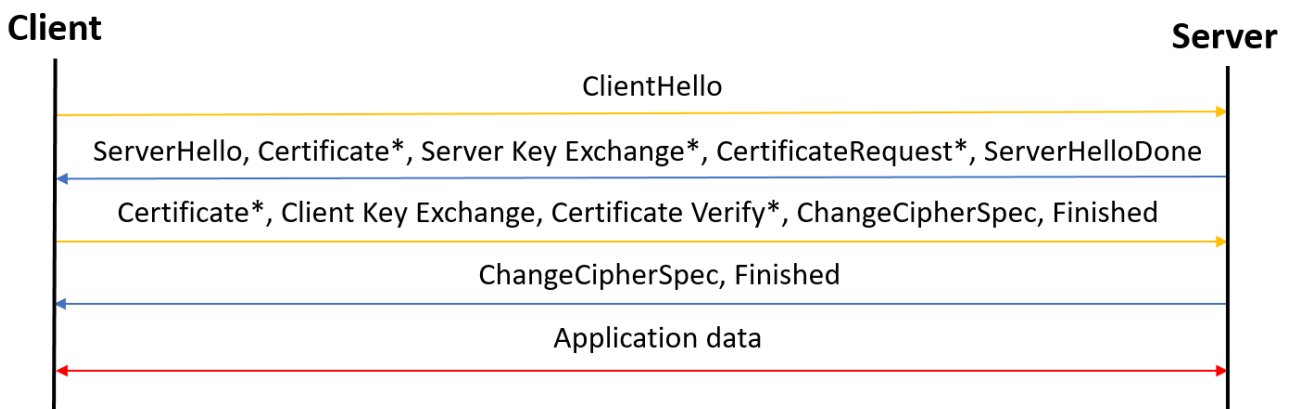 Client
Server
ClientHello
ServerHello, Certificate*, Server Key Exchange*, CertificateRequest*, ServerHelloDone
Certificate*, Client Key Exchange, Certificate Verify*, ChangeCipherSpec, Finished
ChangeCipherSpec, Finished
Application data